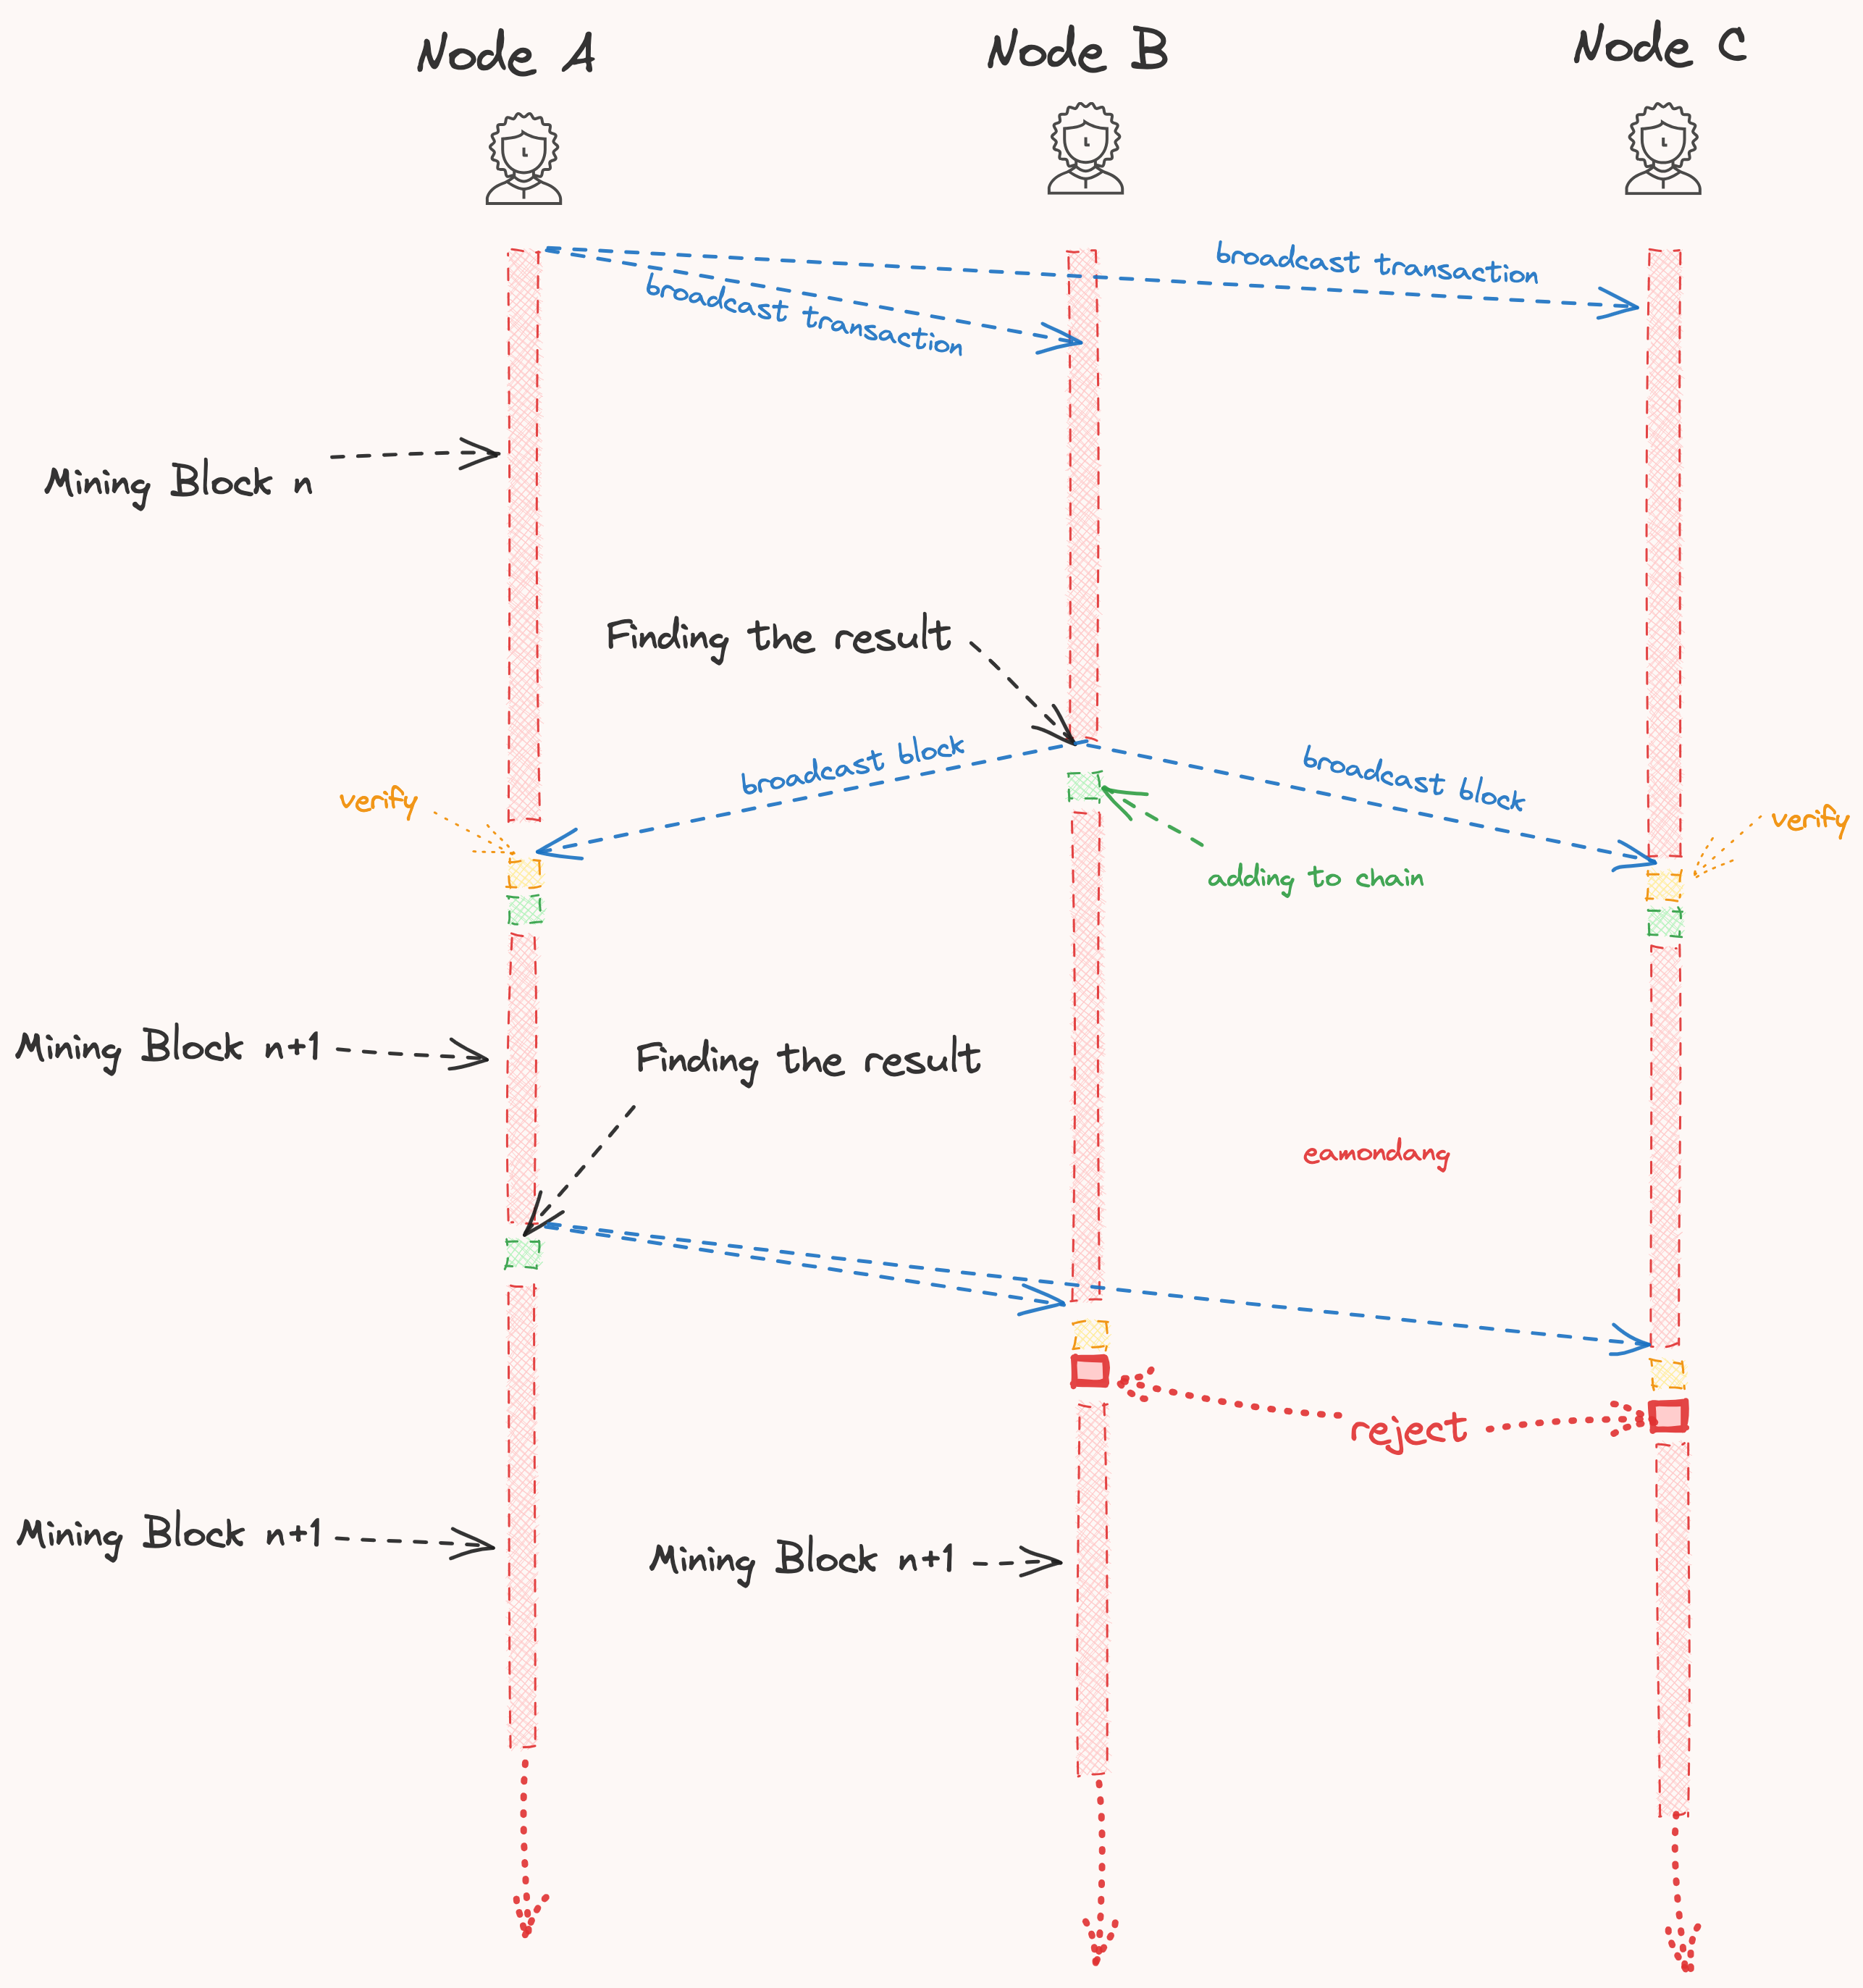 Node A
Node B
Node C
broadcast transaction
broadcast transaction
Mining Block n
Finding the result
broadcast block
broadcast block
verify
verify
adding to chain
Mining Block n+1
Finding the result
eamondang
reject
Mining Block n+1
Mining Block n+1